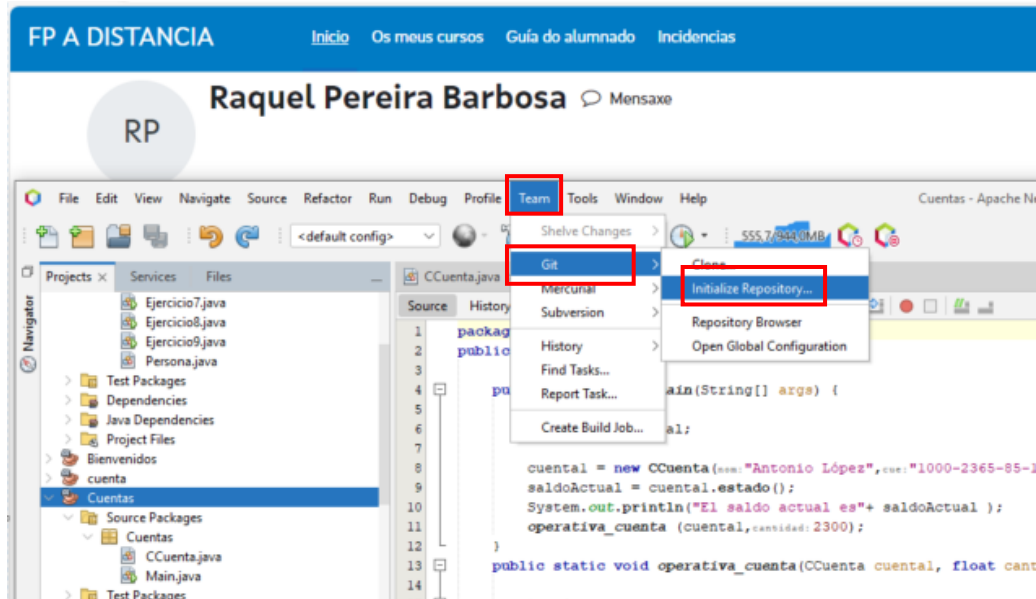 FP A DISTANCIA Inicio Os meus cursos Guía do alumnado Incidencias
Raquel Pereira Barbosa Mensaxe
RP
File Edit View Navigate Source Refactor Run Debug Profile Team Tools Window Help Cuentas - Apache Ne
<default config> Shelve Changes 555,7/944,0MB
Projects × Services Files CCuenta.java Git Clone...
Source History Mercurial Initialize Repository...
Navigator
Ejercicio7.java
Ejercicio8.java Subversion Repository Browser
Ejercicio9.java History Open Global Configuration
Persona.java Find Tasks...
Test Packages Report Task...
Dependencies Create Build Job...
Java Dependencies
Project Files
Bienvenidos
cuenta
Cuentas
Source Packages
Cuentas
CCuenta.java
Main.java
Test Packages
1 packag
2 public
3
4 pu ain(String[] args) {
5
6 al;
7
8 cuenta1 = new CCuenta(nom:"Antonio López",cue:"1000-2365-85-1
9 saldoActual = cuenta1.estado();
10 System.out.println("El saldo actual es"+ saldoActual );
11 operativa_cuenta (cuenta1,cantidad:2300);
12 }
13 public static void operativa_cuenta(CCuenta cuenta1, float cant
14